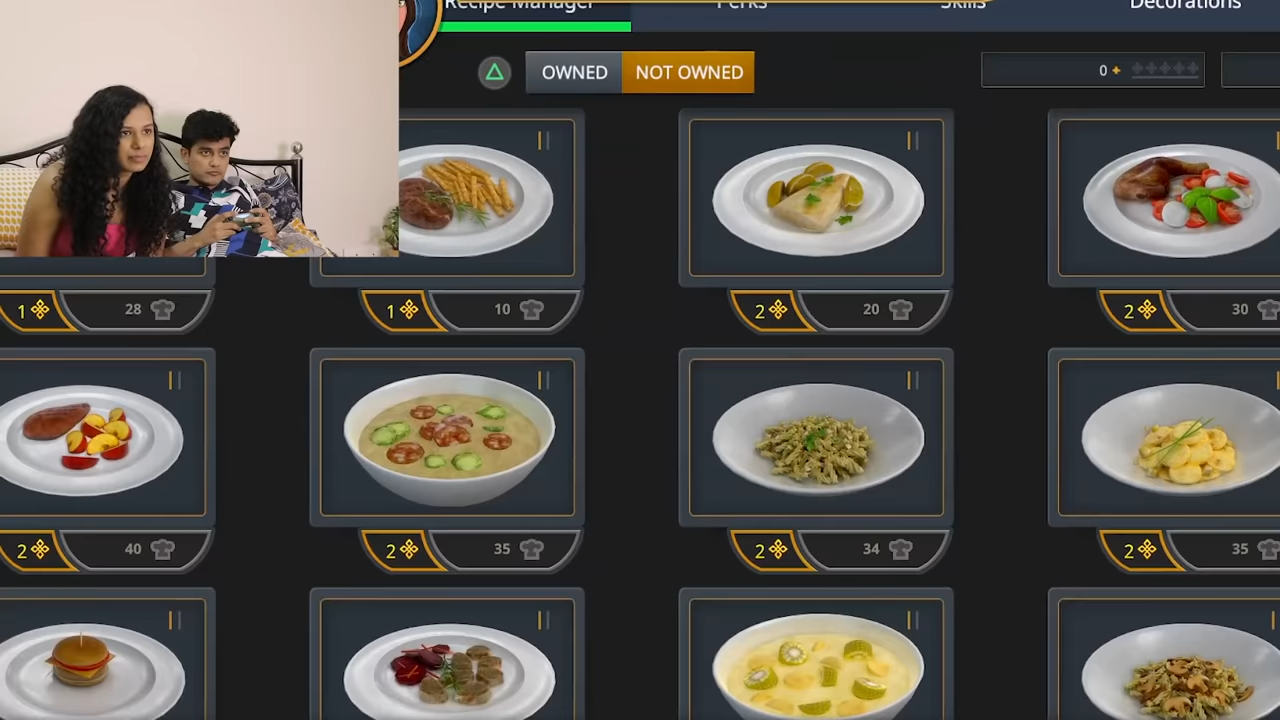 Recipe Manager
Perks
Skills
Decorations
OWNED
NOT OWNED
0
1
28
1
10
2
20
2
30
2
40
2
35
2
34
2
35